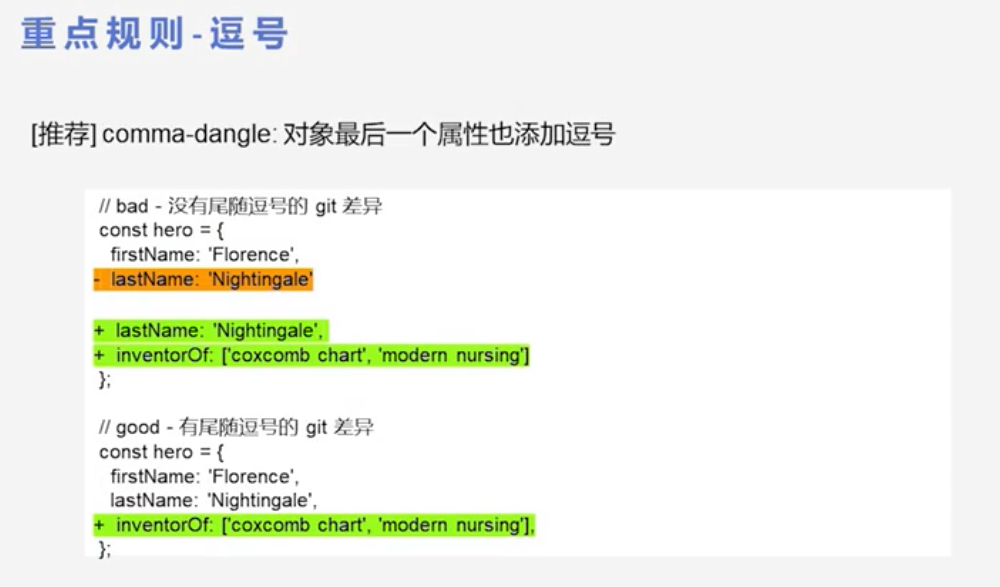 重点规则-逗号
[推荐] comma-dangle: 对象最后一个属性也添加逗号
// bad - 没有尾随逗号的 git 差异
const hero = {
firstName: 'Florence',
- lastName: 'Nightingale'
+ lastName: 'Nightingale',
+ inventorOf: ['coxcomb chart', 'modern nursing']
};
// good - 有尾随逗号的 git 差异
const hero = {
firstName: 'Florence',
lastName: 'Nightingale',
+ inventorOf: ['coxcomb chart', 'modern nursing'],
};